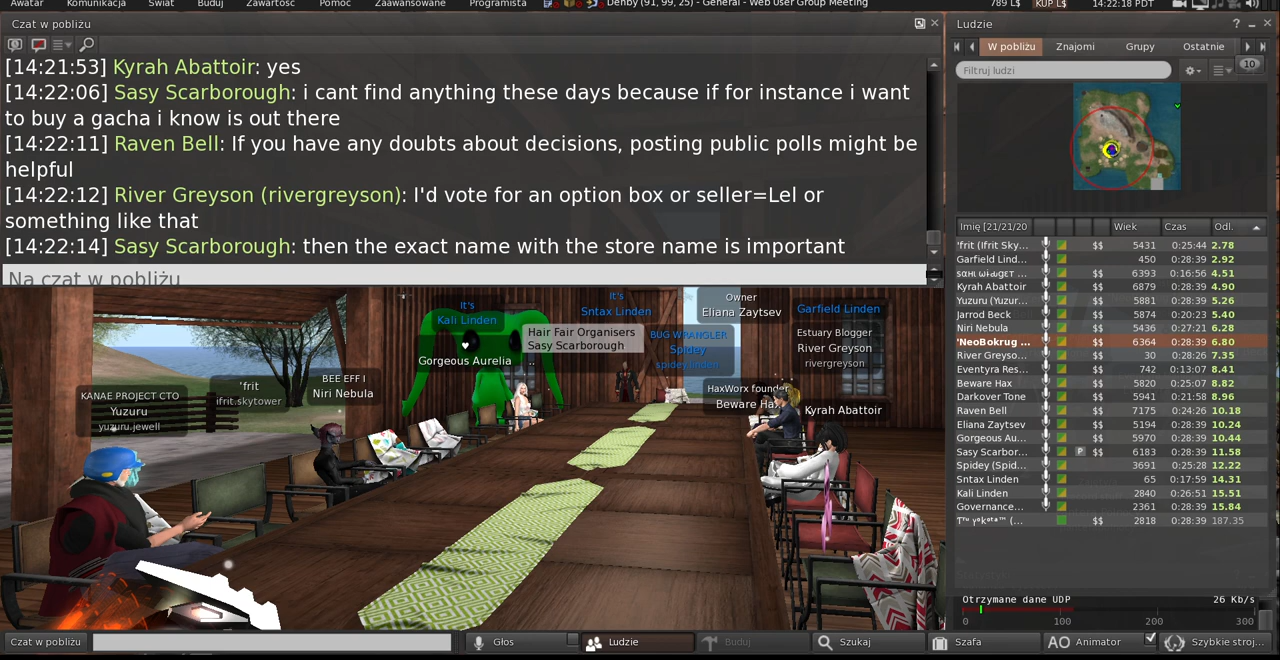 Awatar Komunikacja Świat Buduj Zawartość Pomoc Zaawansowane Programista Denby (91, 99, 25) - General - Web User Group Meeting 789 L$ KUP L$ 14:22:18 PDT
Czat w pobliżu
[14:21:53] Kyrah Abattoir: yes
[14:22:06] Sasy Scarborough: i cant find anything these days because if for instance i want
to buy a gacha i know is out there
[14:22:11] Raven Bell: If you have any doubts about decisions, posting public polls might be
helpful
[14:22:12] River Greyson (rivergreyson): I'd vote for an option box or seller=Lel or
something like that
[14:22:14] Sasy Scarborough: then the exact name with the store name is important
Na czat w pobliżu
It's
Kali Linden
Gorgeous Aurelia
Hair Fair Organisers
Sasy Scarborough
It's
Sntax Linden
BUG WRANGLER
Spidey
spidey.linden
Owner
Eliana Zaytsev
Garfield Linden
Estuary Blogger
River Greyson
rivergreyson
HaxWorx founder
Beware Hax
Kyrah Abattoir
KANAE PROJECT CTO
Yuzuru
yuzuru.jewell
'frit
ifrit.skytower
BEE EFF I
Niri Nebula
Ludzie
W pobliżu Znajomi Grupy Ostatnie
Filtruj ludzi
10
Imię [21/21/20 Wiek Czas Odl.
'frit (Ifrit Sky... $$ 5431 0:25:44 2.78
Garfield Lind... 450 0:28:39 2.92
$$ 6393 0:16:56 4.51
Kyrah Abattoir $$ 6879 0:28:39 4.90
Yuzuru (Yuzur... $$ 5881 0:28:39 5.26
Jarrod Beck $$ 5874 0:20:23 5.40
Niri Nebula $$ 5436 0:27:21 6.28
'NeoBokrug ... $$ 6364 0:28:39 6.80
River Greyso... $$ 30 0:28:26 7.35
Eventyra Res... $$ 742 0:13:07 8.41
Beware Hax $$ 5820 0:25:07 8.82
Darkover Tone $$ 5941 0:21:58 8.96
Raven Bell $$ 7175 0:24:26 10.18
Eliana Zaytsev $$ 5194 0:28:39 10.24
Gorgeous Au... $$ 5970 0:28:39 10.44
Sasy Scarbor... P $$ 6183 0:28:39 11.58
Spidey (Spid... 3691 0:25:28 12.22
Sntax Linden 65 0:17:59 14.31
Kali Linden 2840 0:26:51 15.51
Governance... 2361 0:28:39 15.84
$$ 2818 0:28:39 187.35
Otrzymane dane UDP 26 Kb/s
0 100 200 300
Czat w pobliżu Głos Ludzie Buduj Szukaj Szafa AO Animator Szybkie stroj...